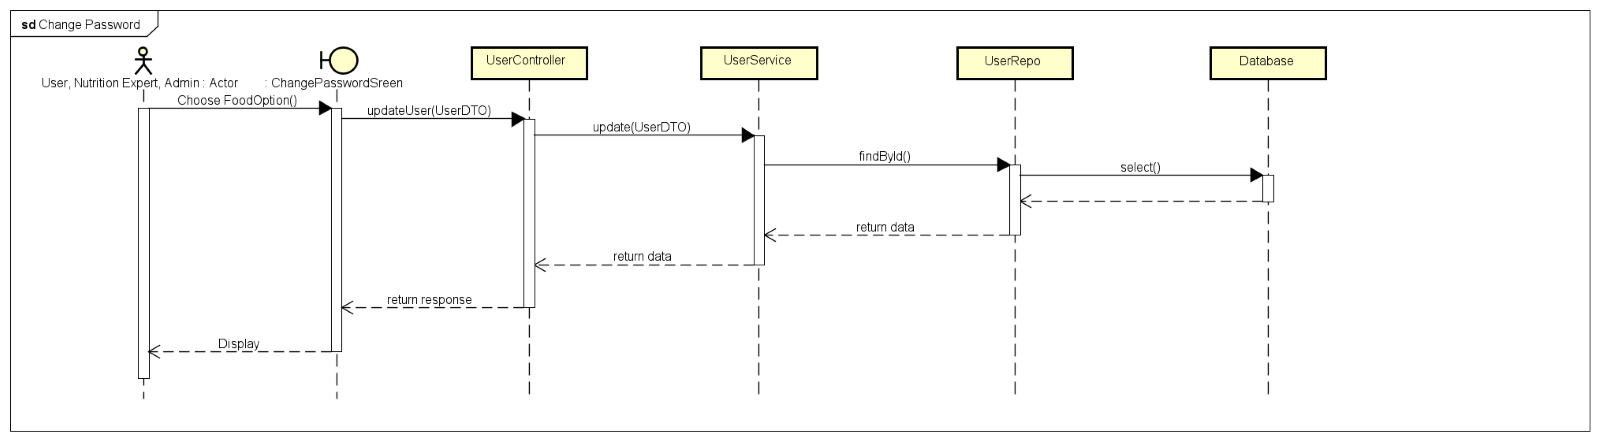 sd Change Password
User, Nutrition Expert, Admin : Actor
: ChangePasswordSreen
UserController
UserService
UserRepo
Database
Choose FoodOption()
updateUser(UserDTO)
update(UserDTO)
findById()
select()
return data
return data
return response
Display